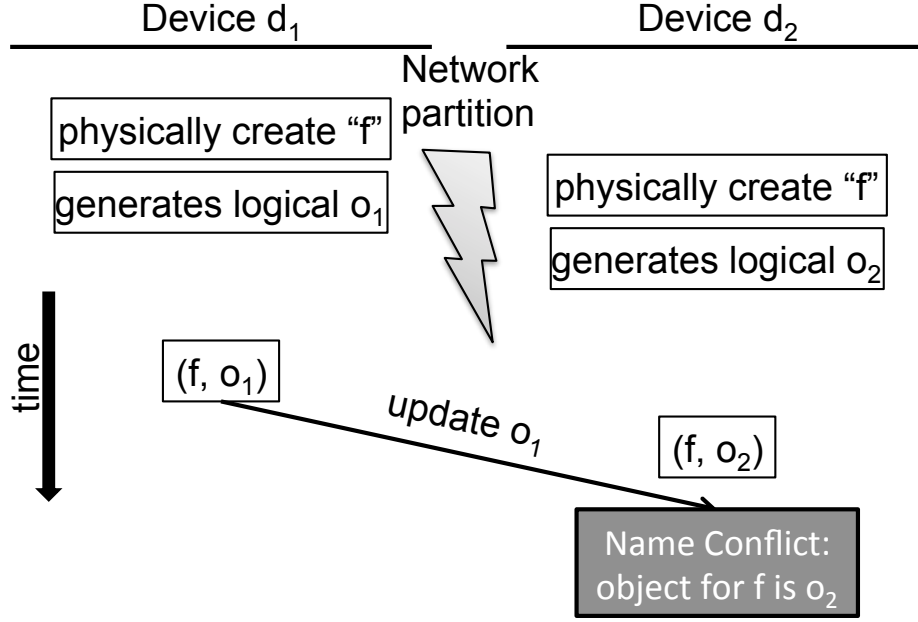 Device d₁
Device d₂
Network
partition
physically create “f”
generates logical o₁
physically create “f”
generates logical o₂
time
(f, o₁)
update o₁
(f, o₂)
Name Conflict:
object for f is o₂